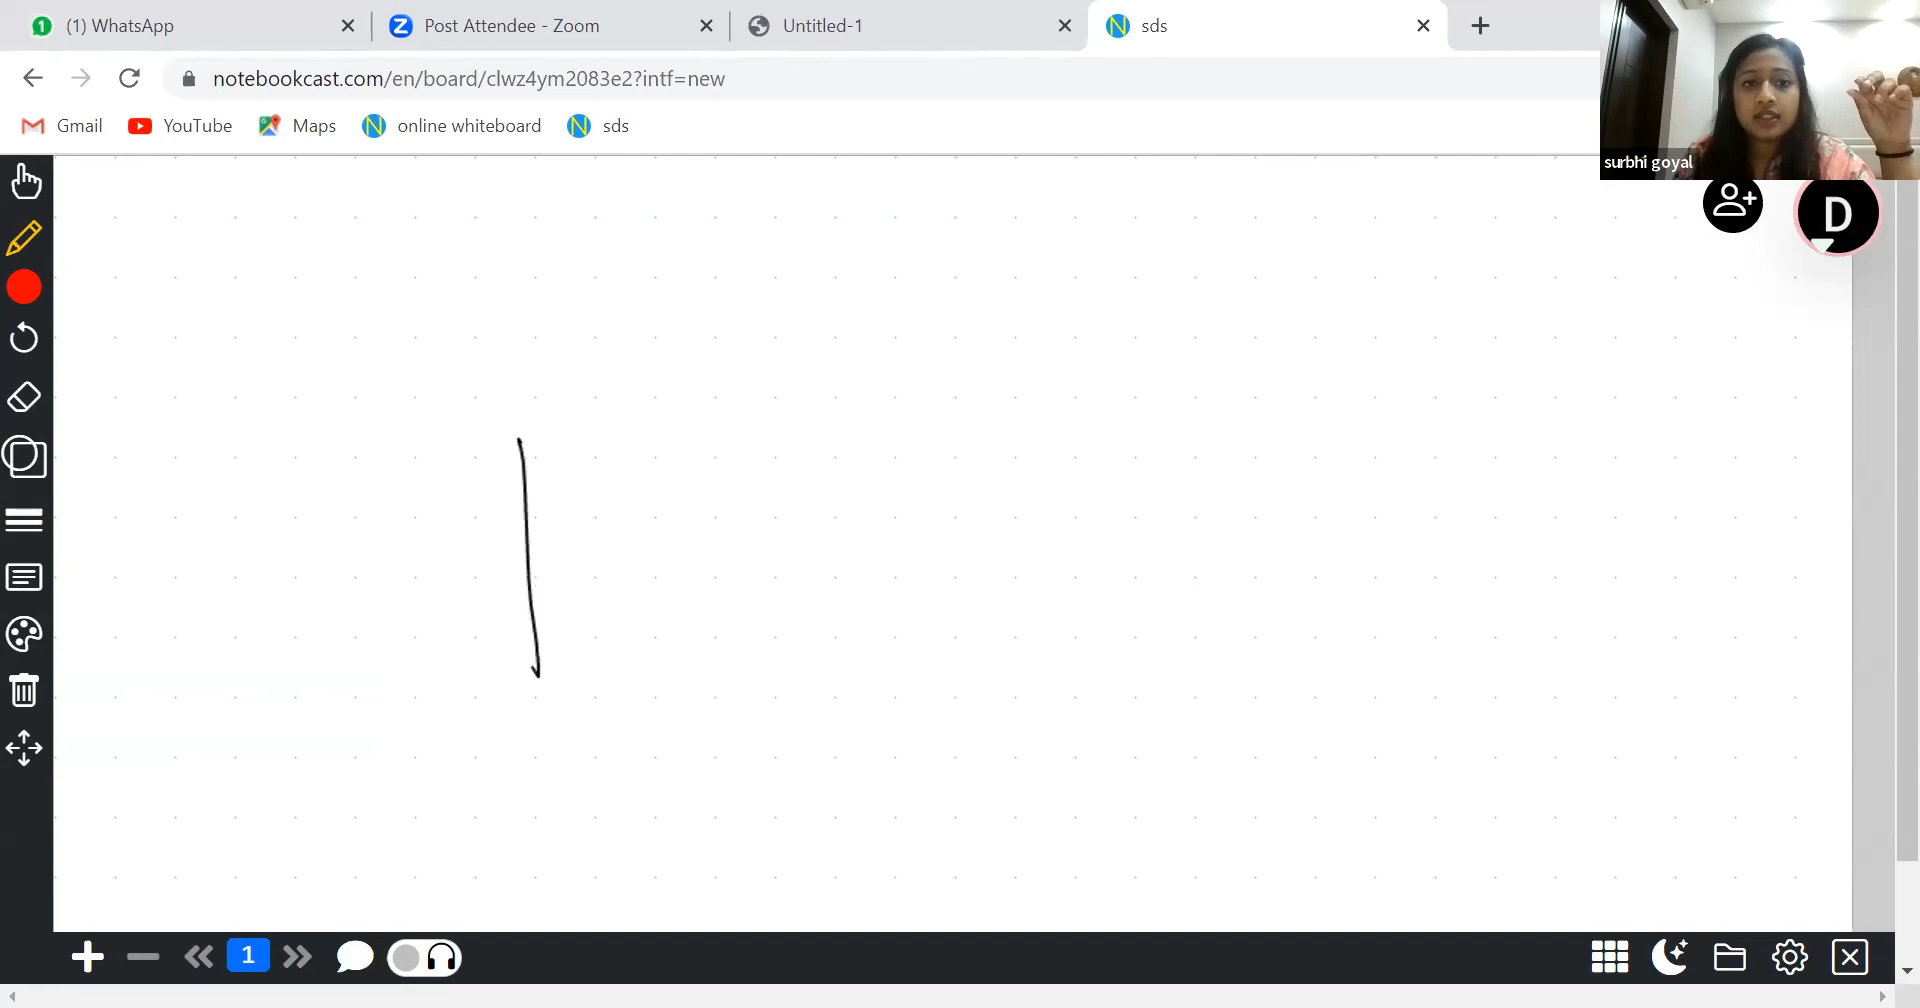 (1) WhatsApp
Post Attendee - Zoom
Untitled-1
sds
notebookcast.com/en/board/clwz4ym2083e2?intf=new
Gmail
YouTube
Maps
online whiteboard
sds
surbhi goyal
D
1